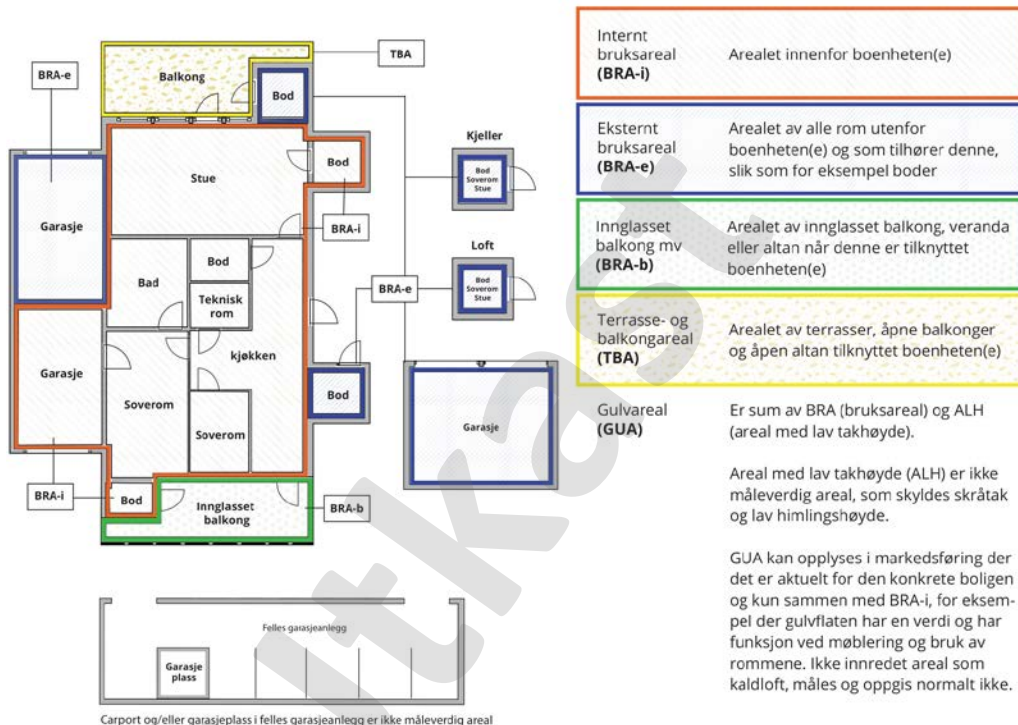 TBA
BRA-e
Balkong
Bod
Kjeller
Bod
Soverom
Stue
Stue
Bod
Garasje
BRA-i
Loft
Bod
Soverom
Stue
Bod
Bad
Teknisk
rom
BRA-e
kjøkken
Garasje
Soverom
Bod
Garasje
Soverom
BRA-i
Bod
Innglasset
balkong
BRA-b
Felles garasjeanlegg
Garasje
plass
Carport og/eller garasjeplass i felles garasjeanlegg er ikke måleverdig areal
Internt
bruksareal
(BRA-i)
Arealet innenfor boenheten(e)
Eksternt
bruksareal
(BRA-e)
Arealet av alle rom utenfor
boenheten(e) og som tilhører denne,
slik som for eksempel boder
Innglasset
balkong mv
(BRA-b)
Arealet av innglasset balkong, veranda
eller altan når denne er tilknyttet
boenheten(e)
Terrasse- og
balkongareal
(TBA)
Arealet av terrasser, åpne balkonger
og åpen altan tilknyttet boenheten(e)
Gulvareal
(GUA)
Er sum av BRA (bruksareal) og ALH
(areal med lav takhøyde).
Areal med lav takhøyde (ALH) er ikke
måleverdig areal, som skyldes skråtak
og lav himlingshøyde.
GUA kan opplyses i markedsføring der
det er aktuelt for den konkrete boligen
og kun sammen med BRA-i, for eksem-
pel der gulvflaten har en verdi og har
funksjon ved møblering og bruk av
rommene. Ikke innredet areal som
kaldloft, måles og oppgis normalt ikke.